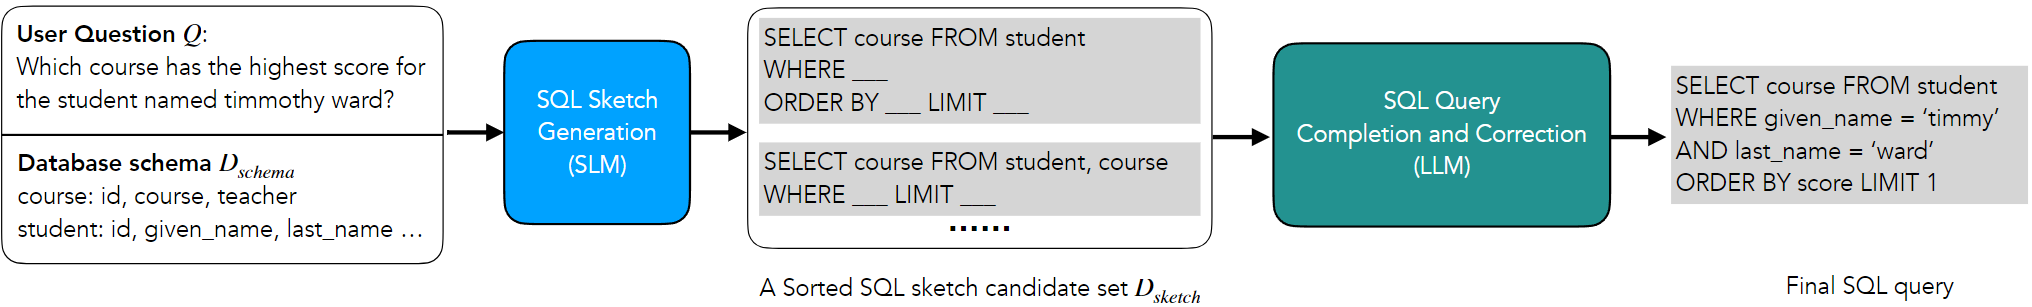 User Question Q:
Which course has the highest score for
the student named timmothy ward?
Database schema D_schema
course: id, course, teacher
student: id, given_name, last_name ...
SQL Sketch
Generation
(SLM)
SELECT course FROM student
WHERE ___
ORDER BY ___ LIMIT ___
SELECT course FROM student, course
WHERE ___ LIMIT ___
......
A Sorted SQL sketch candidate set D_sketch
SQL Query
Completion and Correction
(LLM)
SELECT course FROM student
WHERE given_name = ‘timmy’
AND last_name = ‘ward’
ORDER BY score LIMIT 1
Final SQL query